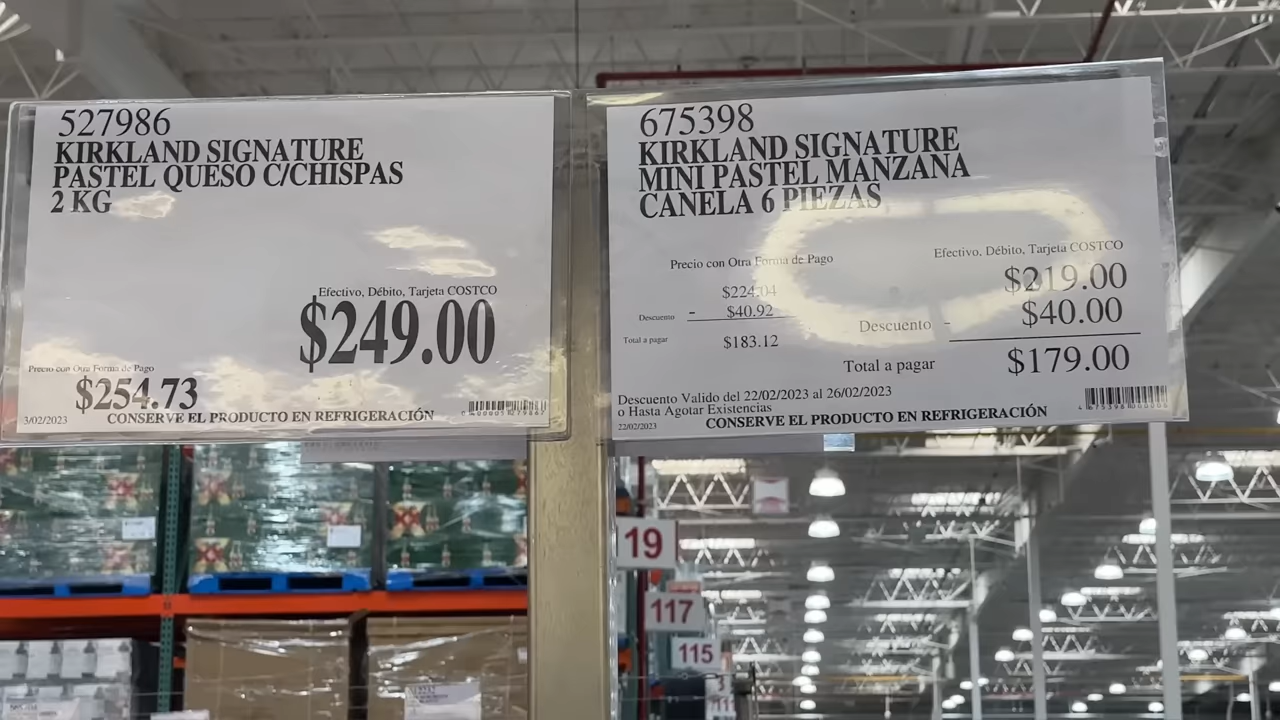 527986
KIRKLAND SIGNATURE
PASTEL QUESO C/CHISPAS
2 KG
Efectivo, Débito, Tarjeta COSTCO
$249.00
Precio con Otra Forma de Pago
$254.73
3/02/2023
CONSERVE EL PRODUCTO EN REFRIGERACIÓN
675398
KIRKLAND SIGNATURE
MINI PASTEL MANZANA
CANELA 6 PIEZAS
Precio con Otra Forma de Pago
$224.04
Descuento - $40.92
Total a pagar $183.12
Efectivo, Débito, Tarjeta COSTCO
$219.00
Descuento - $40.00
Total a pagar $179.00
Descuento Valido del 22/02/2023 al 26/02/2023
o Hasta Agotar Existencias
22/02/2023
CONSERVE EL PRODUCTO EN REFRIGERACIÓN
19
117
115